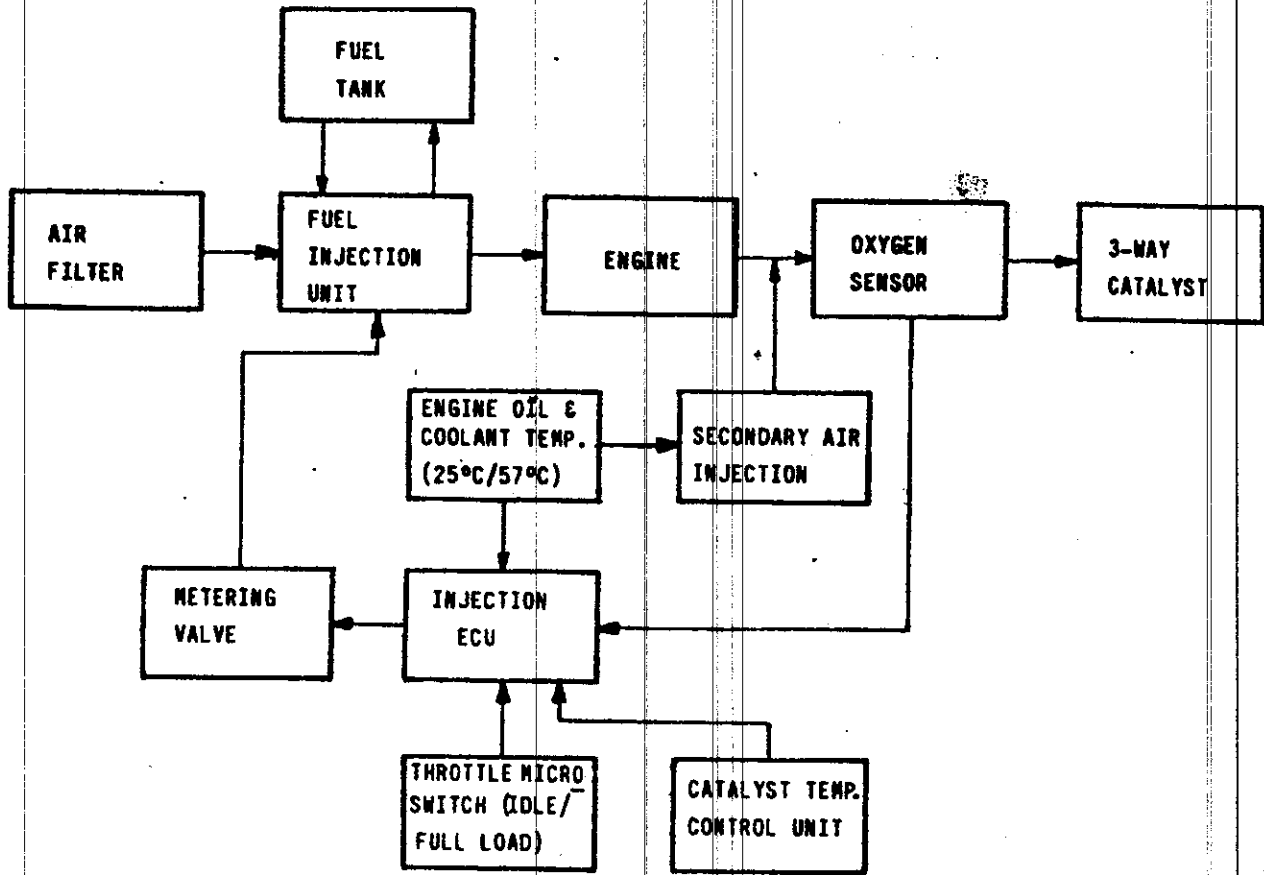 FUEL
TANK
AIR
FILTER
FUEL
INJECTION
UNIT
ENGINE
OXYGEN
SENSOR
3-WAY
CATALYST
ENGINE OIL &
COOLANT TEMP.
(25°C/57°C)
SECONDARY AIR
INJECTION
METERING
VALVE
INJECTION
ECU
THROTTLE MICRO
SWITCH (IDLE/
FULL LOAD)
CATALYST TEMP.
CONTROL UNIT